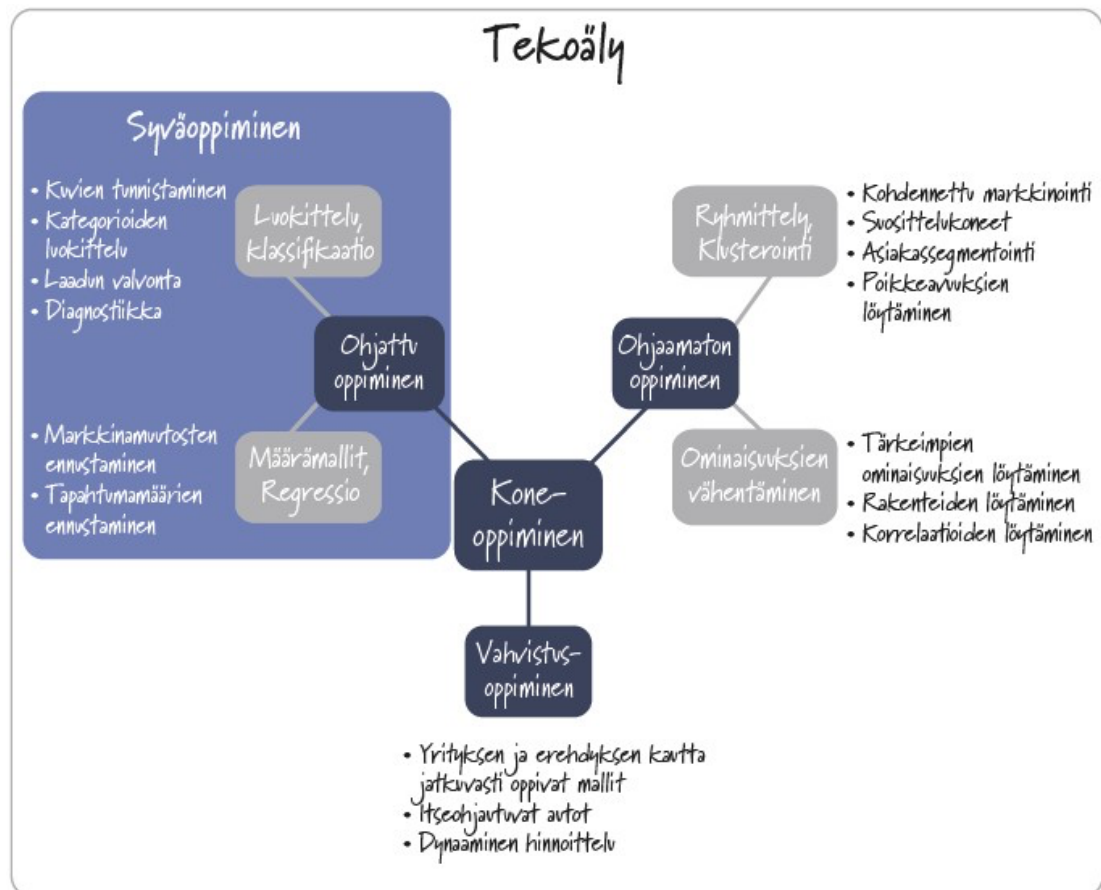 Tekoäly
Syväoppiminen
• Kuvien tunnistaminen
• Kategorioiden
luokittelu
• Laadun valvonta
• Diagnostiikka
Luokittelu,
klassifikaatio
Ohjattu
oppiminen
• Markkinamuutosten
ennustaminen
• Tapahtumamäärien
ennustaminen
Määrämallit,
Regressio
Kone-
oppiminen
Ryhmittely,
Klusterointi
• Kohdennettu markkinointi
• Suosittelukoneet
• Asiakassegmentointi
• Poikkeavuuksien
löytäminen
Ohjaamaton
oppiminen
Ominaisuuksien
vähentäminen
• Tärkeimpien
ominaisuuksien löytäminen
• Rakenteiden löytäminen
• Korrelaatioiden löytäminen
Vahvistus-
oppiminen
• Yrityksen ja erehdyksen kautta
jatkuvasti oppivat mallit
• Itseohjautuvat autot
• Dynaaminen hinnoittelu